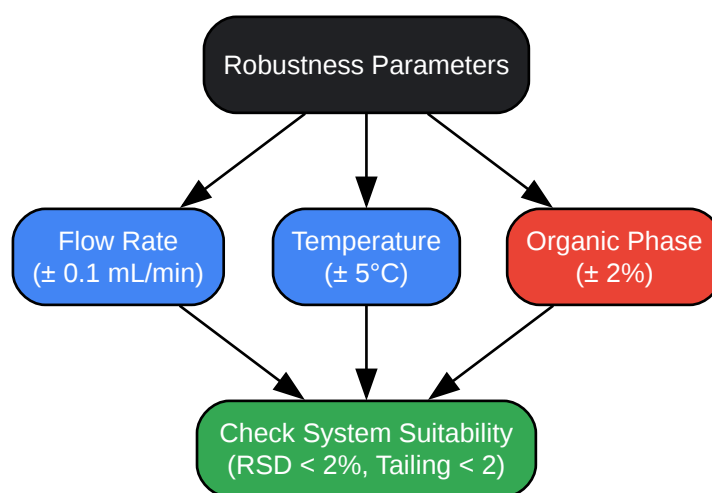 Robustness Parameters
Flow Rate
(± 0.1 mL/min)
Temperature
(± 5°C)
Organic Phase
(± 2%)
Check System Suitability
(RSD < 2%, Tailing < 2)